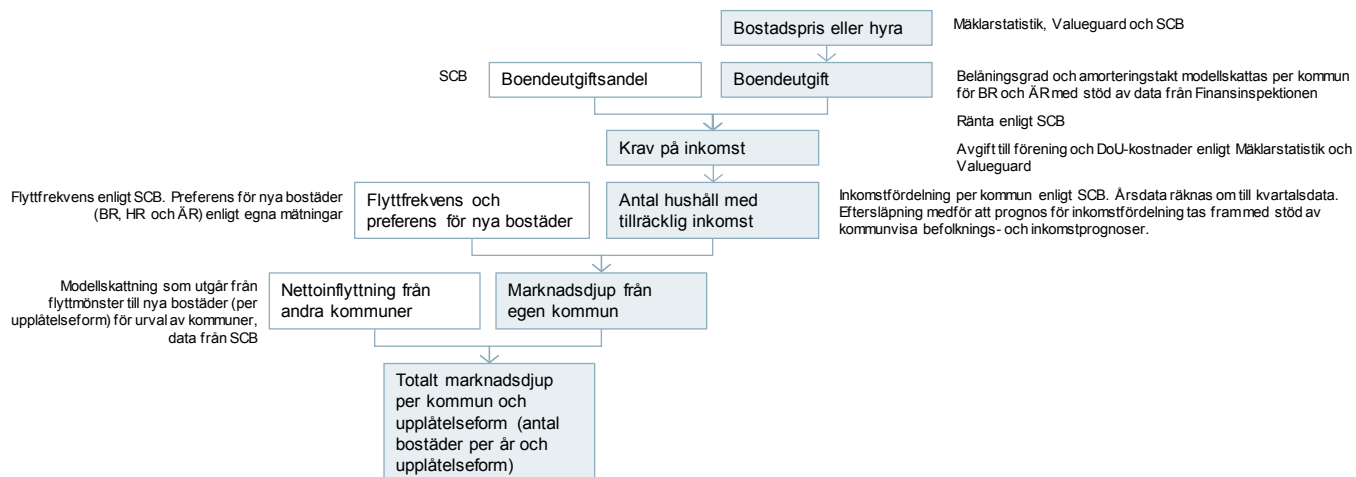 Bostadspris eller hyra
Mäklarstatistik, Valueguard och SCB
SCB
Boendeutgiftsandel
Boendeutgift
Belåningsgrad och amorteringstakt modellskattas per kommun
för BR och ÄR med stöd av data från Finansinspektionen
Ränta enligt SCB
Avgift till förening och DoU-kostnader enligt Mäklarstatistik och
Valueguard
Krav på inkomst
Flyttfrekvens enligt SCB. Preferens för nya bostäder
(BR, HR och ÄR) enligt egna mätningar
Flyttfrekvens och
preferens för nya bostäder
Antal hushåll med
tillräcklig inkomst
Inkomstfördelning per kommun enligt SCB. Årsdata räknas om till kvartalsdata.
Eftersläpning medför att prognos för inkomstfördelning tas fram med stöd av
kommunvisa befolknings- och inkomstprognoser.
Modellskattning som utgår från
flyttmönster till nya bostäder (per
upplåtelseform) för urval av kommuner,
data från SCB
Nettoinflyttning från
andra kommuner
Marknadsdjup från
egen kommun
Totalt marknadsdjup
per kommun och
upplåtelseform (antal
bostäder per år och
upplåtelseform)